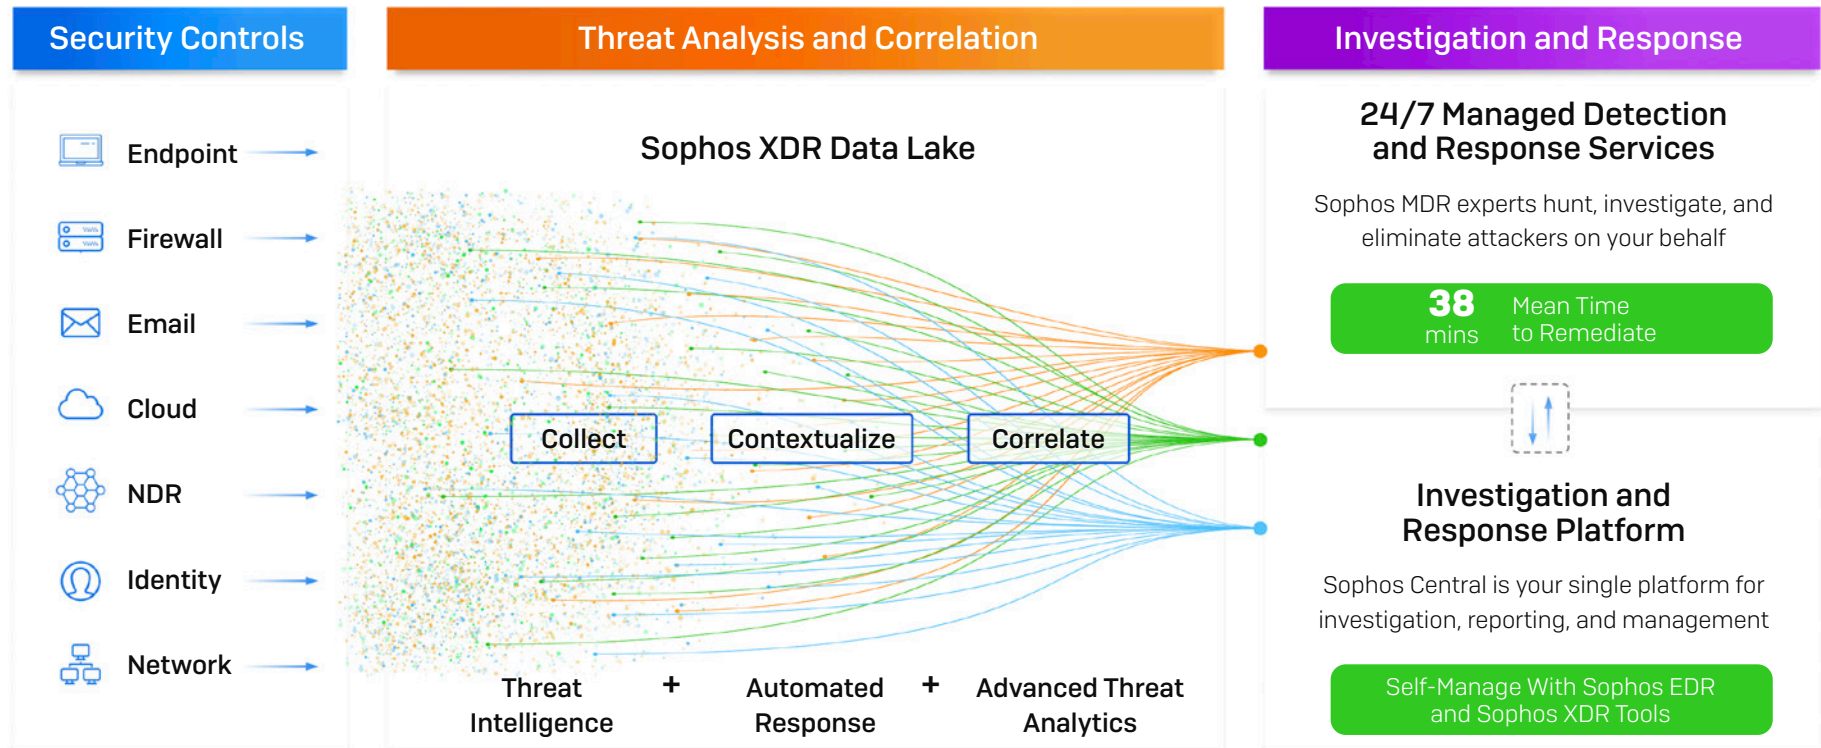 Security Controls
Endpoint
Firewall
Email
Cloud
NDR
Identity
Network
Threat Analysis and Correlation
Sophos XDR Data Lake
Collect
Contextualize
Correlate
Threat
Intelligence
+
Automated
Response
+
Advanced Threat
Analytics
Investigation and Response
24/7 Managed Detection
and Response Services
Sophos MDR experts hunt, investigate, and
eliminate attackers on your behalf
38
mins
Mean Time
to Remediate
Investigation and
Response Platform
Sophos Central is your single platform for
investigation, reporting, and management
Self-Manage With Sophos EDR
and Sophos XDR Tools